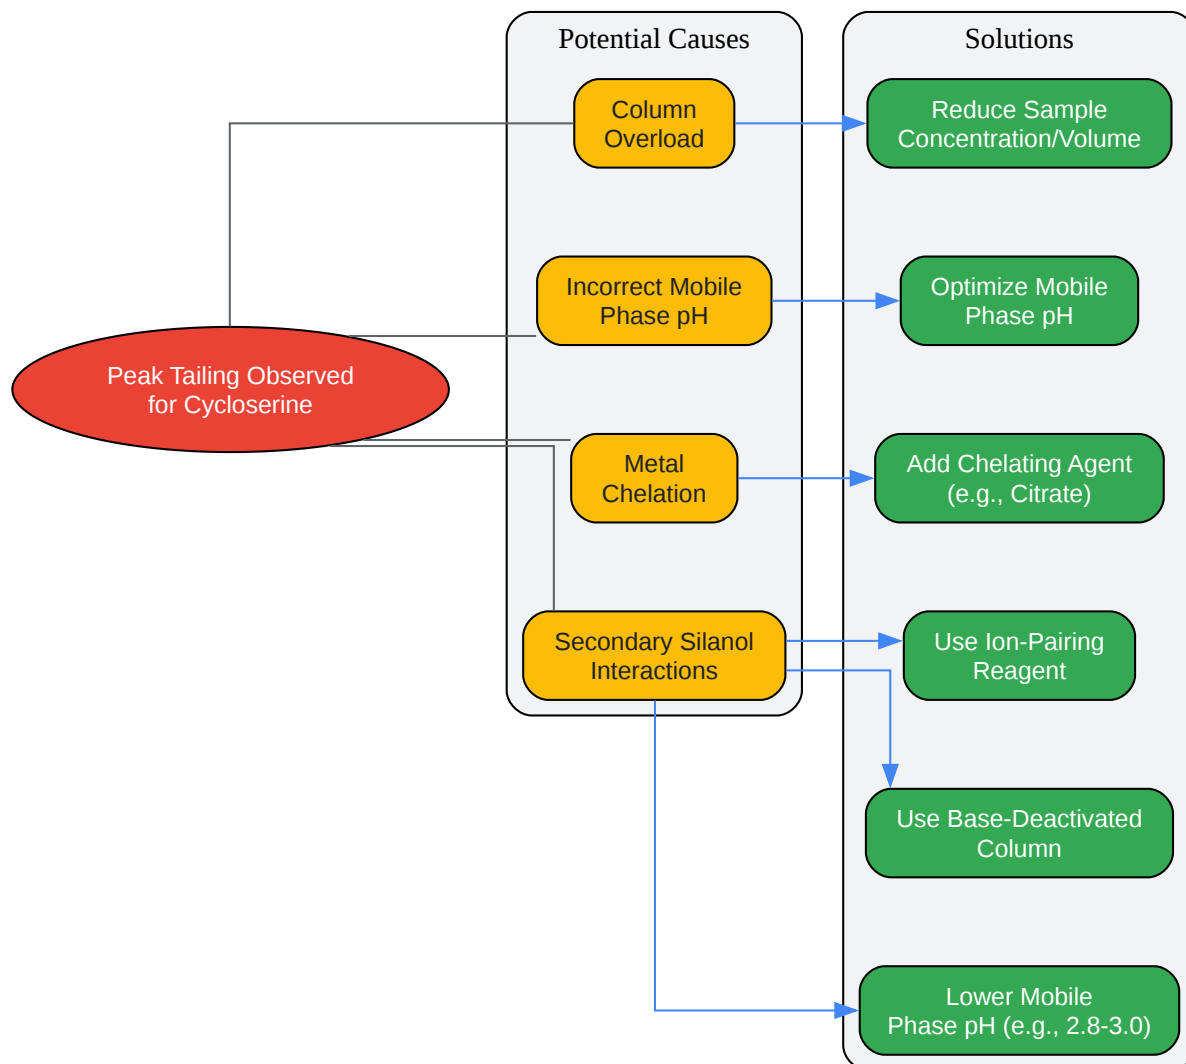 Potential Causes
Solutions
Column
Overload
Reduce Sample
Concentration/Volume
Incorrect Mobile
Phase pH
Optimize Mobile
Phase pH
Peak Tailing Observed
for Cycloserine
Metal
Chelation
Add Chelating Agent
(e.g., Citrate)
Secondary Silanol
Interactions
Use Ion-Pairing
Reagent
Use Base-Deactivated
Column
Lower Mobile
Phase pH (e.g., 2.8-3.0)